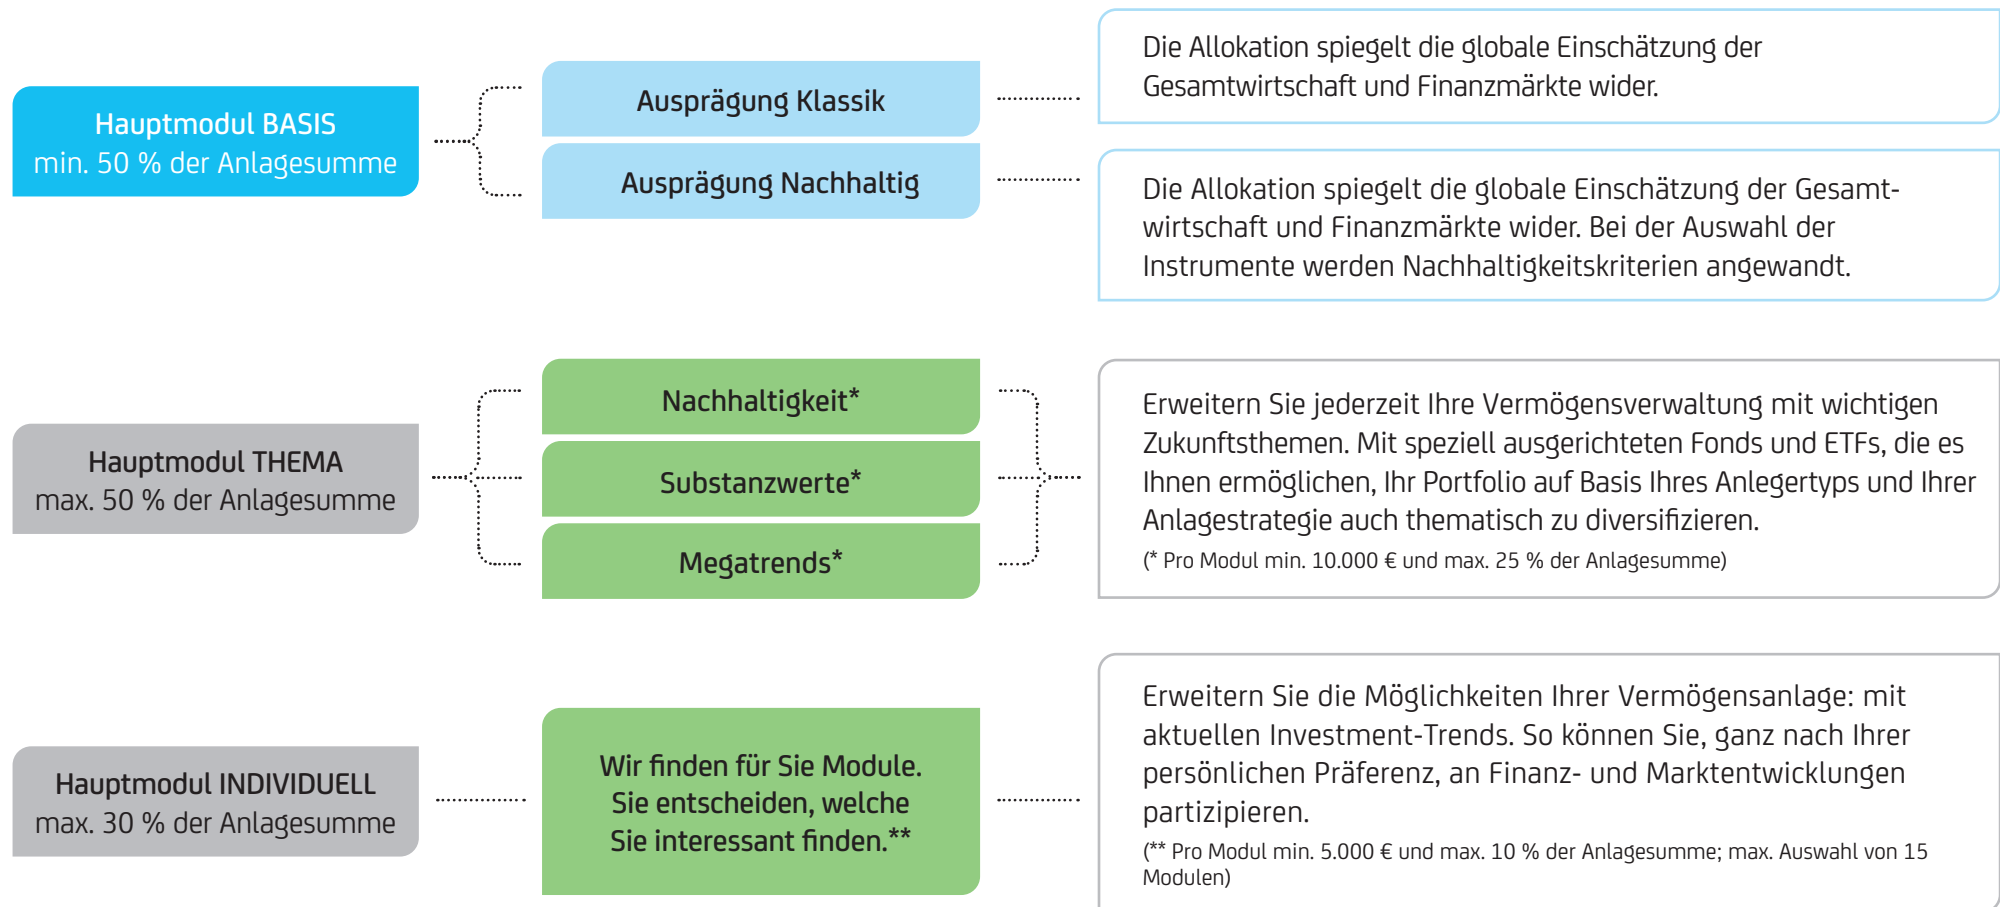 Hauptmodul BASIS
min. 50 % der Anlagesumme
Ausprägung Klassik
Die Allokation spiegelt die globale Einschätzung der
Gesamtwirtschaft und Finanzmärkte wider.
Ausprägung Nachhaltig
Die Allokation spiegelt die globale Einschätzung der Gesamt-
wirtschaft und Finanzmärkte wider. Bei der Auswahl der
Instrumente werden Nachhaltigkeitskriterien angewandt.
Hauptmodul THEMA
max. 50 % der Anlagesumme
Nachhaltigkeit*
Substanzwerte*
Megatrends*
Erweitern Sie jederzeit Ihre Vermögensverwaltung mit wichtigen
Zukunftsthemen. Mit speziell ausgerichteten Fonds und ETFs, die es
Ihnen ermöglichen, Ihr Portfolio auf Basis Ihres Anlegertyps und Ihrer
Anlagestrategie auch thematisch zu diversifizieren.
(* Pro Modul min. 10.000 € und max. 25 % der Anlagesumme)
Hauptmodul INDIVIDUELL
max. 30 % der Anlagesumme
Wir finden für Sie Module.
Sie entscheiden, welche
Sie interessant finden.**
Erweitern Sie die Möglichkeiten Ihrer Vermögensanlage: mit
aktuellen Investment-Trends. So können Sie, ganz nach Ihrer
persönlichen Präferenz, an Finanz- und Marktentwicklungen
partizipieren.
(** Pro Modul min. 5.000 € und max. 10 % der Anlagesumme; max. Auswahl von 15
Modulen)